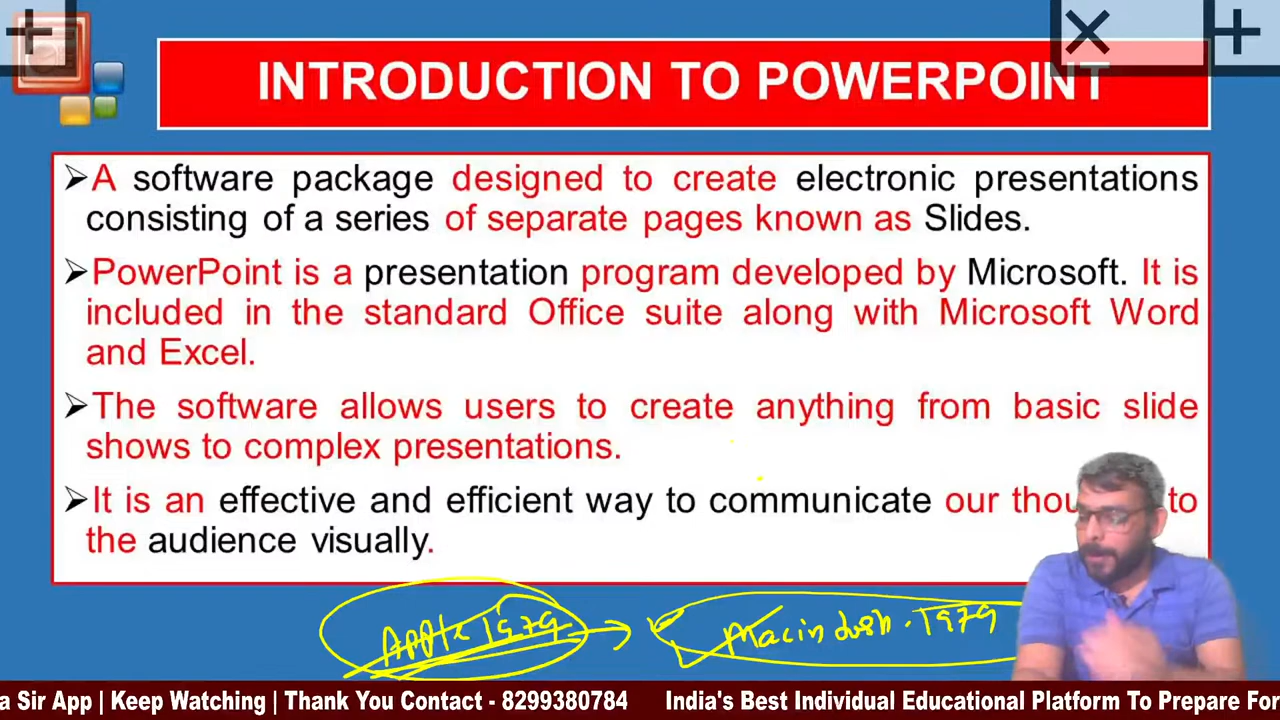 INTRODUCTION TO POWERPOINT
A software package designed to create electronic presentations
consisting of a series of separate pages known as Slides.
PowerPoint is a presentation program developed by Microsoft. It is
included in the standard Office suite along with Microsoft Word
and Excel.
The software allows users to create anything from basic slide
shows to complex presentations.
It is an effective and efficient way to communicate our to
the audience visually.
Apple 1979 → Macintosh. 1979
a Sir App | Keep Watching | Thank You Contact - 8299380784 India's Best Individual Educational Platform To Prepare For